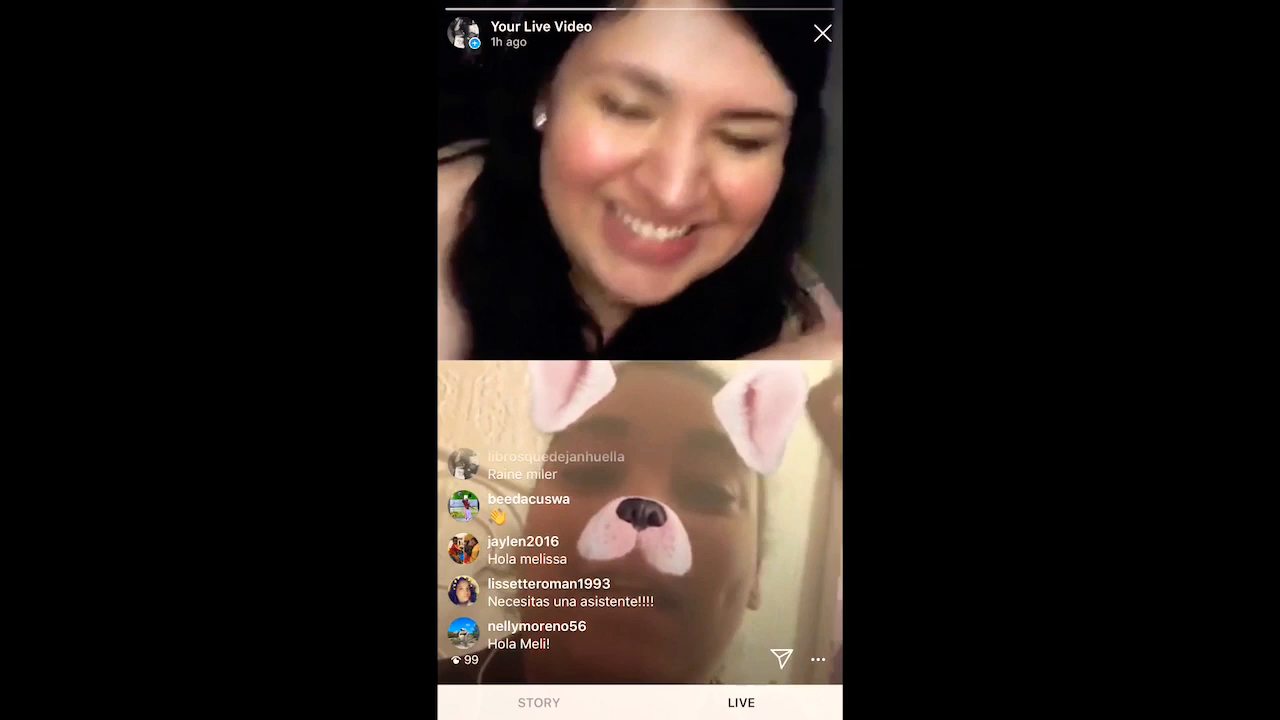 Your Live Video
1h ago
librosquedejanhuella
Raine miler
beedacuswa
👋
jaylen2016
Hola melissa
lissetteroman1993
Necesitas una asistente!!!!
nellymoreno56
Hola Meli!
99
STORY
LIVE